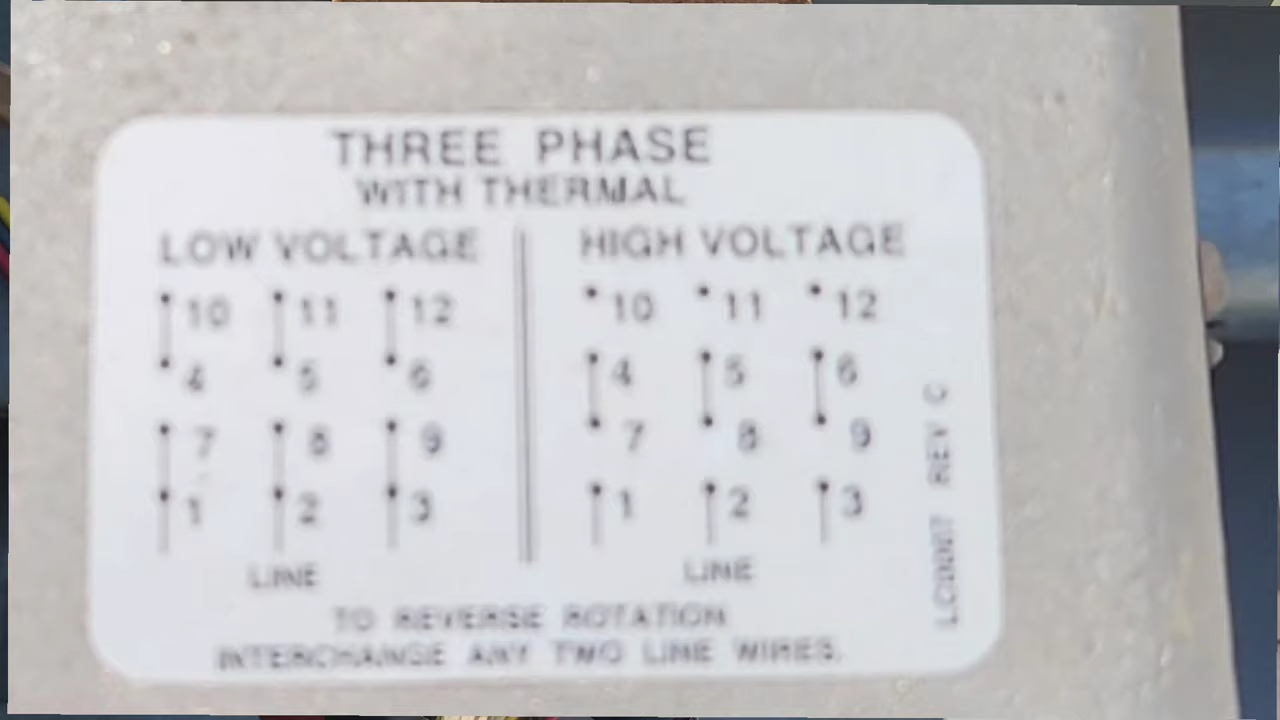 THREE PHASE
WITH THERMAL
LOW VOLTAGE
10 11 12
4 5 6
7 8 9
1 2 3
LINE
HIGH VOLTAGE
10 11 12
4 5 6
7 8 9
1 2 3
LINE
TO REVERSE ROTATION
INTERCHANGE ANY TWO LINE WIRES.
REV C